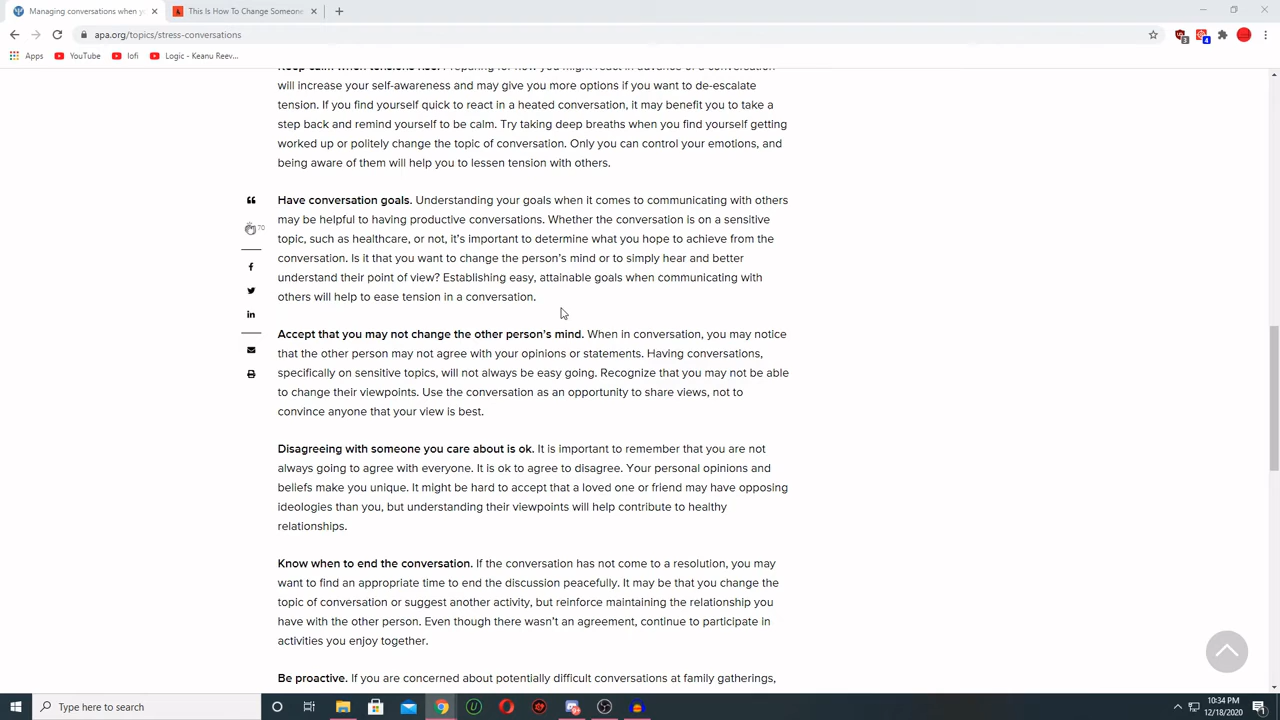 Managing conversations when y
This Is How To Change Someone
apa.org/topics/stress-conversations
3
4
Apps
YouTube
lofi
Logic - Keanu Reev...
Keep calm when tensions rise. Preparing for how you might react in advance of a conversation
will increase your self-awareness and may give you more options if you want to de-escalate
tension. If you find yourself quick to react in a heated conversation, it may benefit you to take a
step back and remind yourself to be calm. Try taking deep breaths when you find yourself getting
worked up or politely change the topic of conversation. Only you can control your emotions, and
being aware of them will help you to lessen tension with others.
Have conversation goals. Understanding your goals when it comes to communicating with others
may be helpful to having productive conversations. Whether the conversation is on a sensitive
70
topic, such as healthcare, or not, it's important to determine what you hope to achieve from the
conversation. Is it that you want to change the person's mind or to simply hear and better
understand their point of view? Establishing easy, attainable goals when communicating with
others will help to ease tension in a conversation.
Accept that you may not change the other person's mind. When in conversation, you may notice
that the other person may not agree with your opinions or statements. Having conversations,
specifically on sensitive topics, will not always be easy going. Recognize that you may not be able
to change their viewpoints. Use the conversation as an opportunity to share views, not to
convince anyone that your view is best.
Disagreeing with someone you care about is ok. It is important to remember that you are not
always going to agree with everyone. It is ok to agree to disagree. Your personal opinions and
beliefs make you unique. It might be hard to accept that a loved one or friend may have opposing
ideologies than you, but understanding their viewpoints will help contribute to healthy
relationships.
Know when to end the conversation. If the conversation has not come to a resolution, you may
want to find an appropriate time to end the discussion peacefully. It may be that you change the
topic of conversation or suggest another activity, but reinforce maintaining the relationship you
have with the other person. Even though there wasn't an agreement, continue to participate in
activities you enjoy together.
Be proactive. If you are concerned about potentially difficult conversations at family gatherings,
Type here to search
10:34 PM
12/18/2020
1